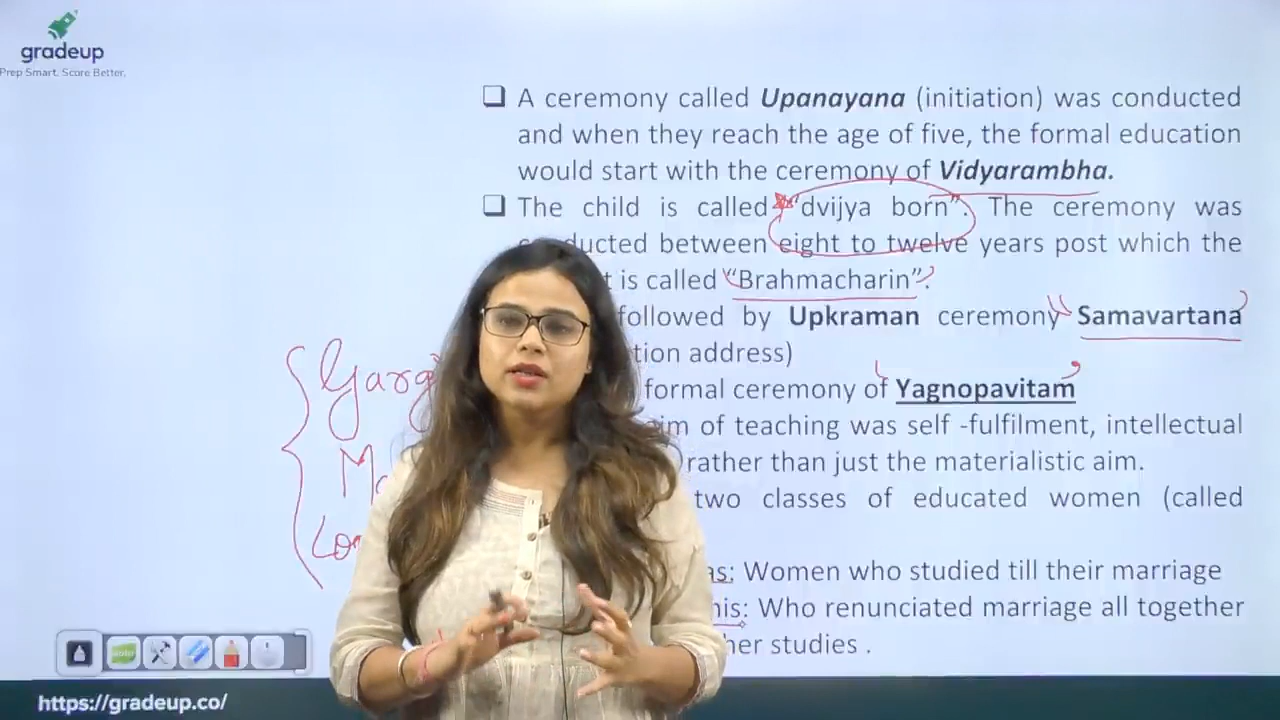 gradeup
Prep Smart. Score Better.
❑ A ceremony called Upanayana (initiation) was conducted
and when they reach the age of five, the formal education
would start with the ceremony of Vidyarambha.
❑ The child is called “dvijya born”. The ceremony was
between eight to twelve years post which the
is called “Brahmacharin”.
followed by Upkraman ceremony Samavartana
address)
formal ceremony of Yagnopavitam
of teaching was self -fulfilment, intellectual
rather than just the materialistic aim.
two classes of educated women (called
Women who studied till their marriage
Who renunciated marriage all together
studies .
https://gradeup.co/